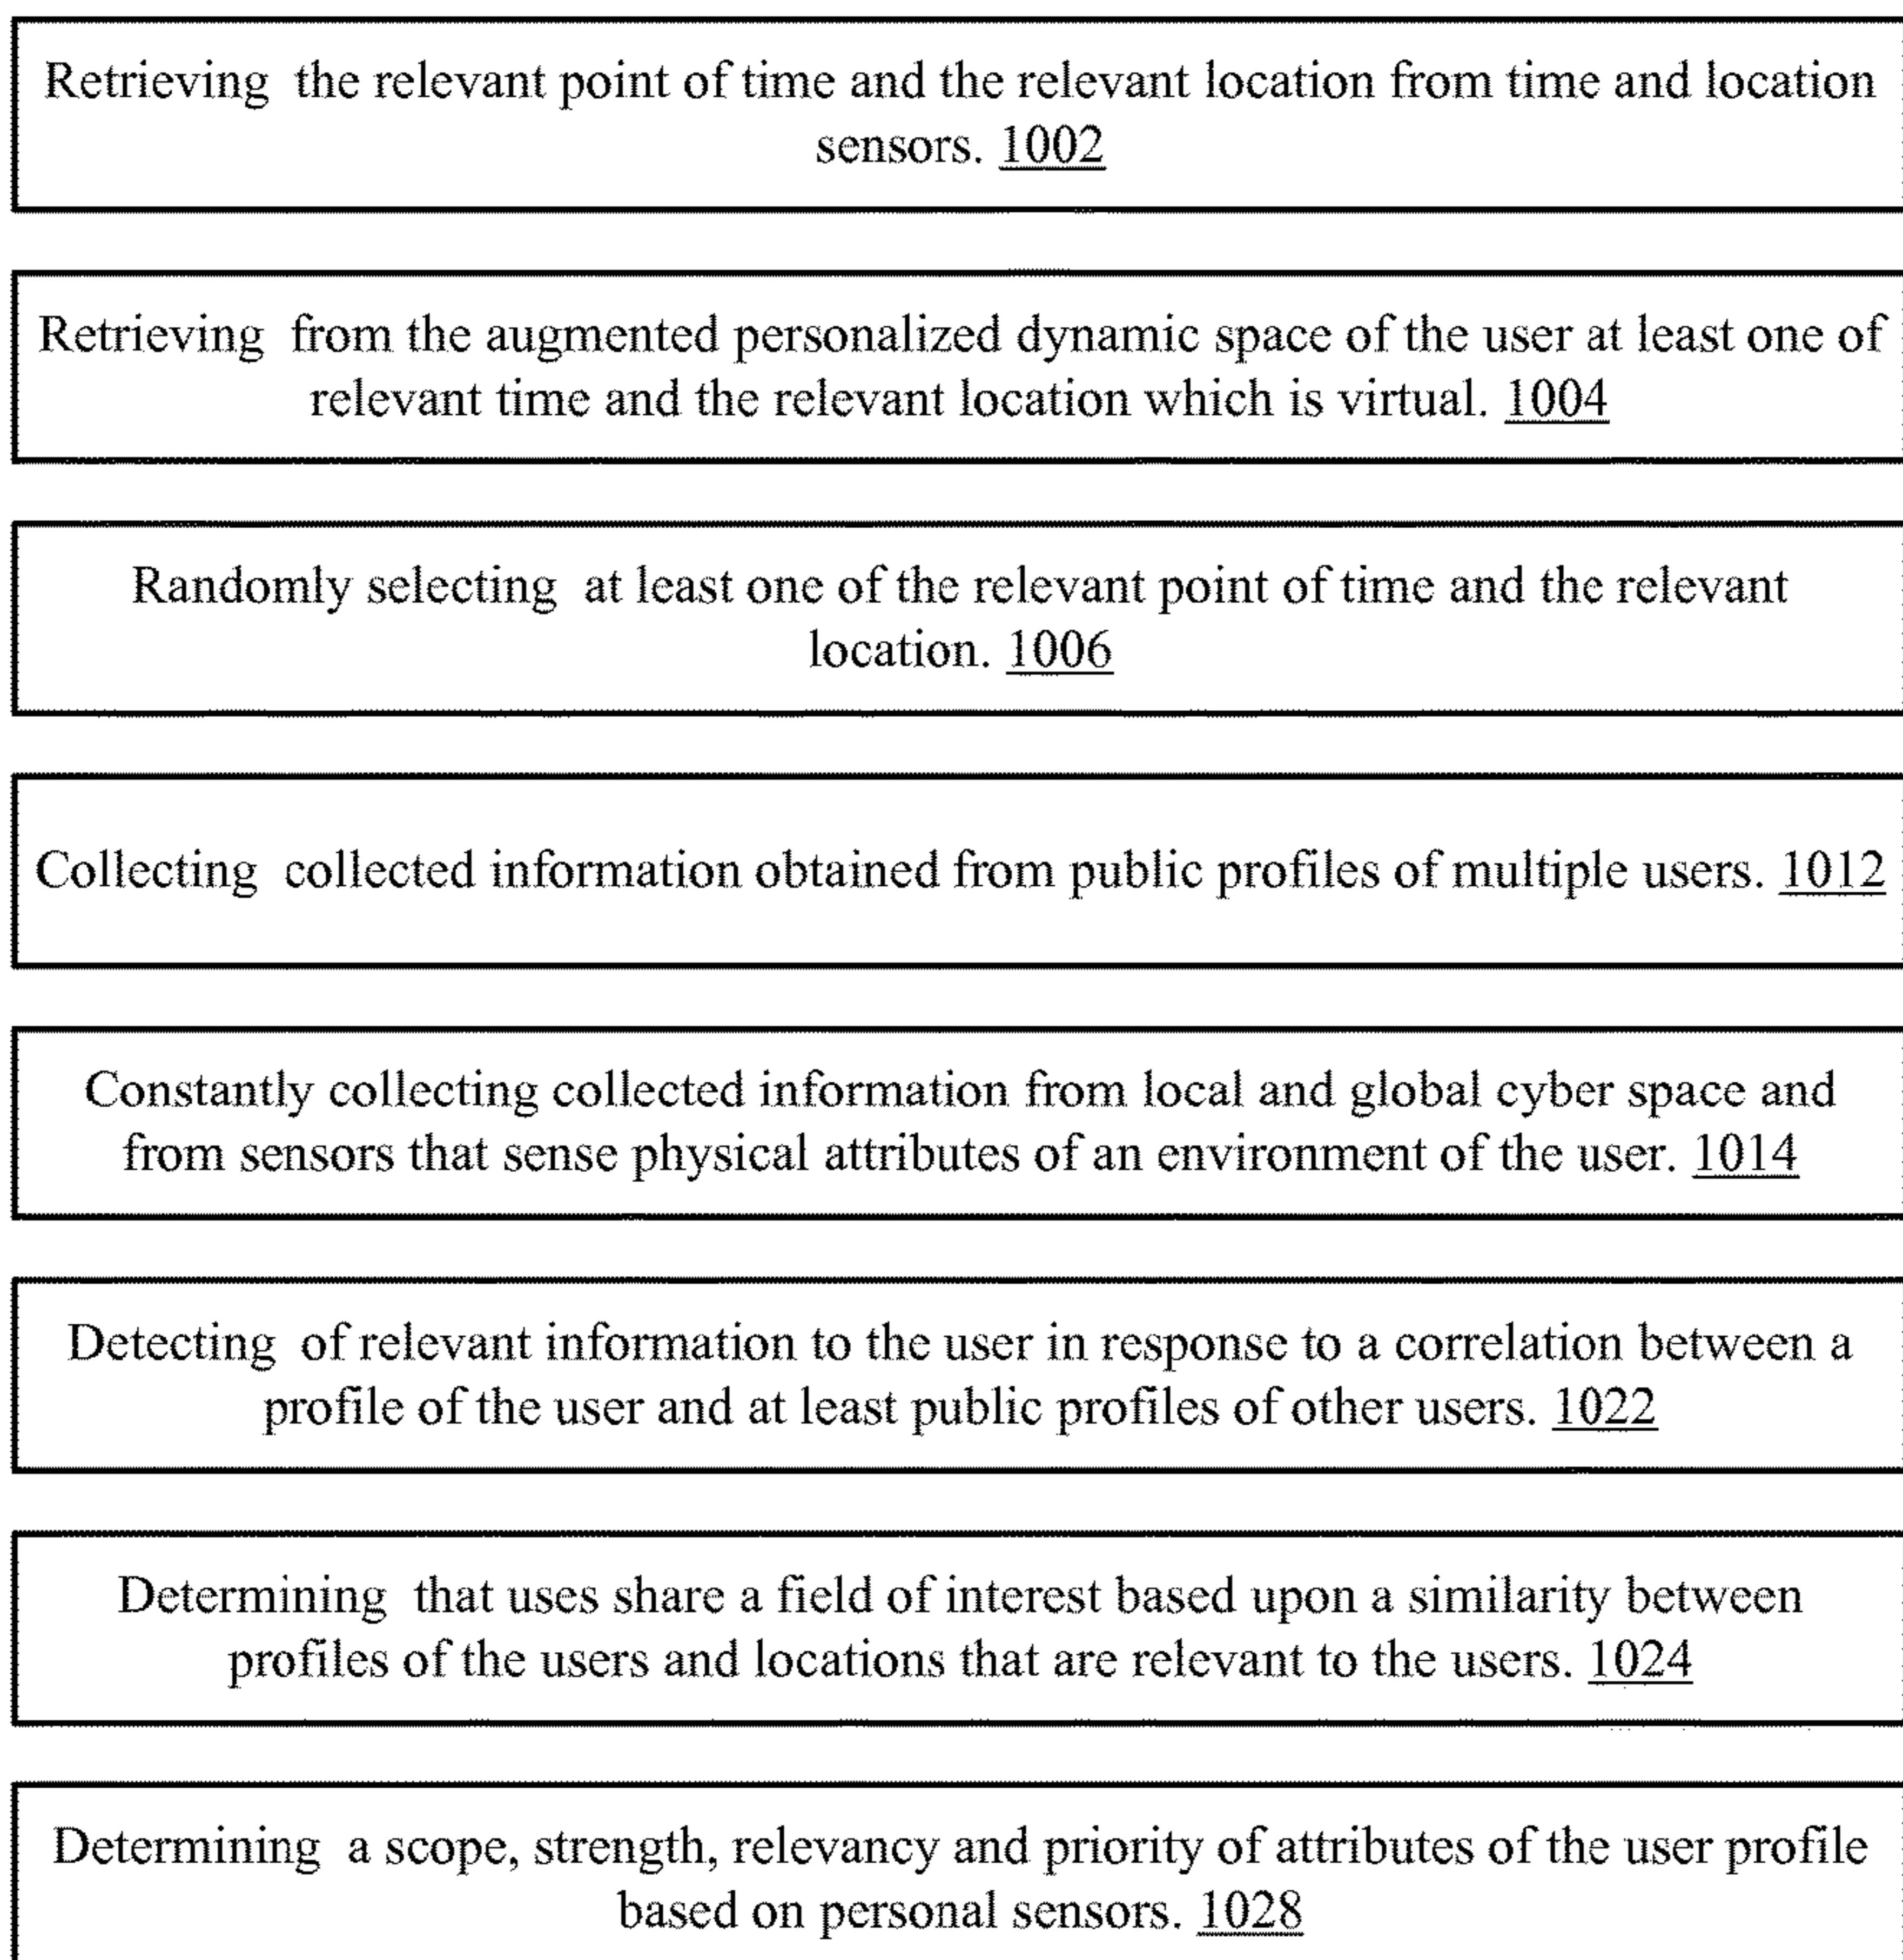 Retrieving the relevant point of time and the relevant location from time and location
sensors. 1002
Retrieving from the augmented personalized dynamic space of the user at least one of
relevant time and the relevant location which is virtual. 1004
Randomly selecting at least one of the relevant point of time and the relevant
location. 1006
Collecting collected information obtained from public profiles of multiple users. 1012
Constantly collecting collected information from local and global cyber space and
from sensors that sense physical attributes of an environment of the user. 1014
Detecting of relevant information to the user in response to a correlation between a
profile of the user and at least public profiles of other users. 1022
Determining that uses share a field of interest based upon a similarity between
profiles of the users and locations that are relevant to the users. 1024
Determining a scope, strength, relevancy and priority of attributes of the user profile
based on personal sensors. 1028